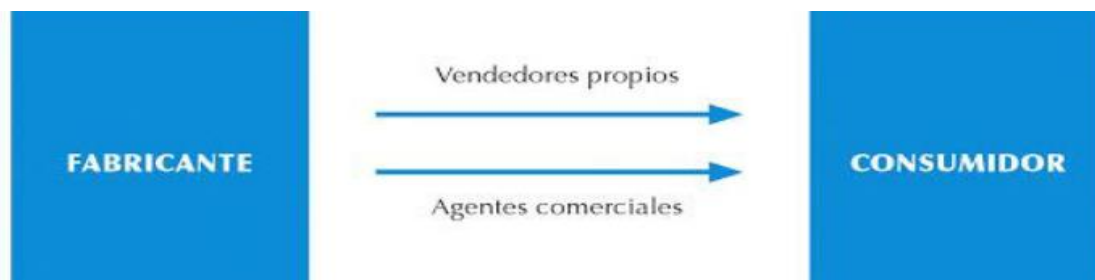 Vendedores propios
FABRICANTE
CONSUMIDOR
Agentes comerciales